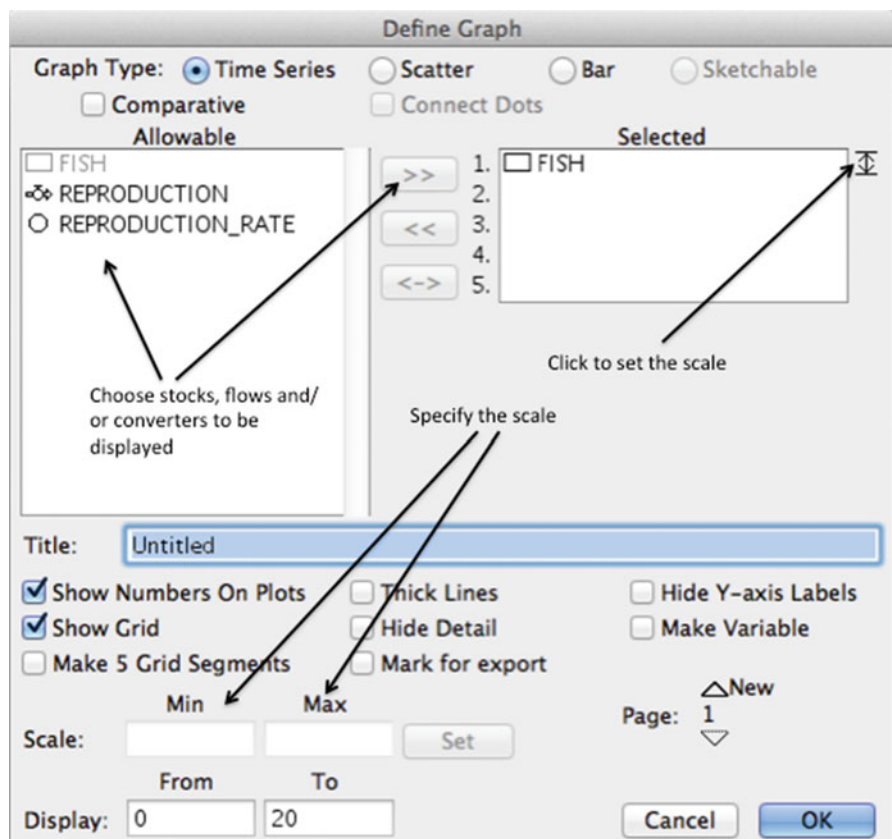 Define Graph
Graph Type: Time Series Scatter Bar Sketchable
Comparative Connect Dots
Allowable Selected
FISH
REPRODUCTION
REPRODUCTION_RATE
>>
<<
<->
1. FISH
2.
3.
4.
5.
Click to set the scale
Choose stocks, flows and/
or converters to be
displayed
Specify the scale
Title: Untitled
Show Numbers On Plots Thick Lines Hide Y-axis Labels
Show Grid Hide Detail Make Variable
Make 5 Grid Segments Mark for export
Min Max
Scale: Set
New
Page: 1
From To
Display: 0 20
Cancel OK